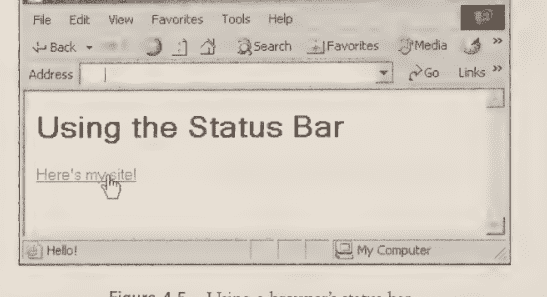 File Edit View Favorites Tools Help
Back Search Favorites Media »
Address Go Links »
Using the Status Bar
Here's my site!
Hello! My Computer
Figure 4.5 Using a browser's status bar